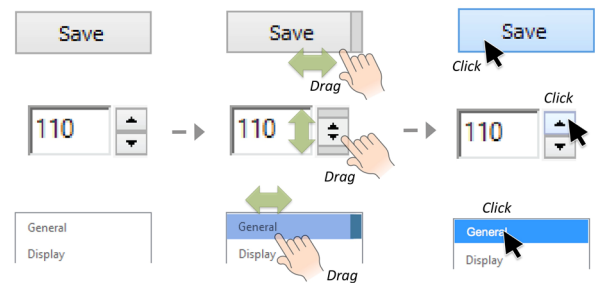 Save
Save
Drag
Save
Click
110
110
Drag
Click
110
General
Display
General
Display
Drag
Click
General
Display